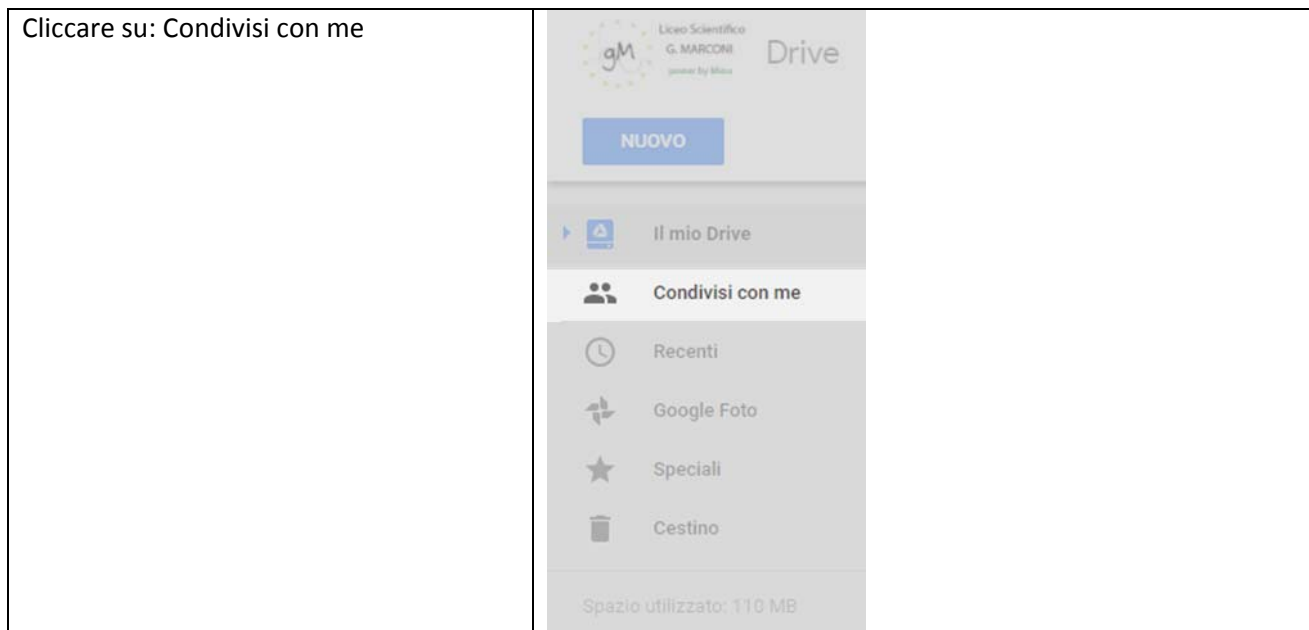 Cliccare su: Condivisi con me
Liceo Scientifico
gM
G. MARCONI
Drive
NUOVO
Il mio Drive
Condivisi con me
Recenti
Google Foto
Speciali
Cestino
Spazio utilizzato: 110 MB